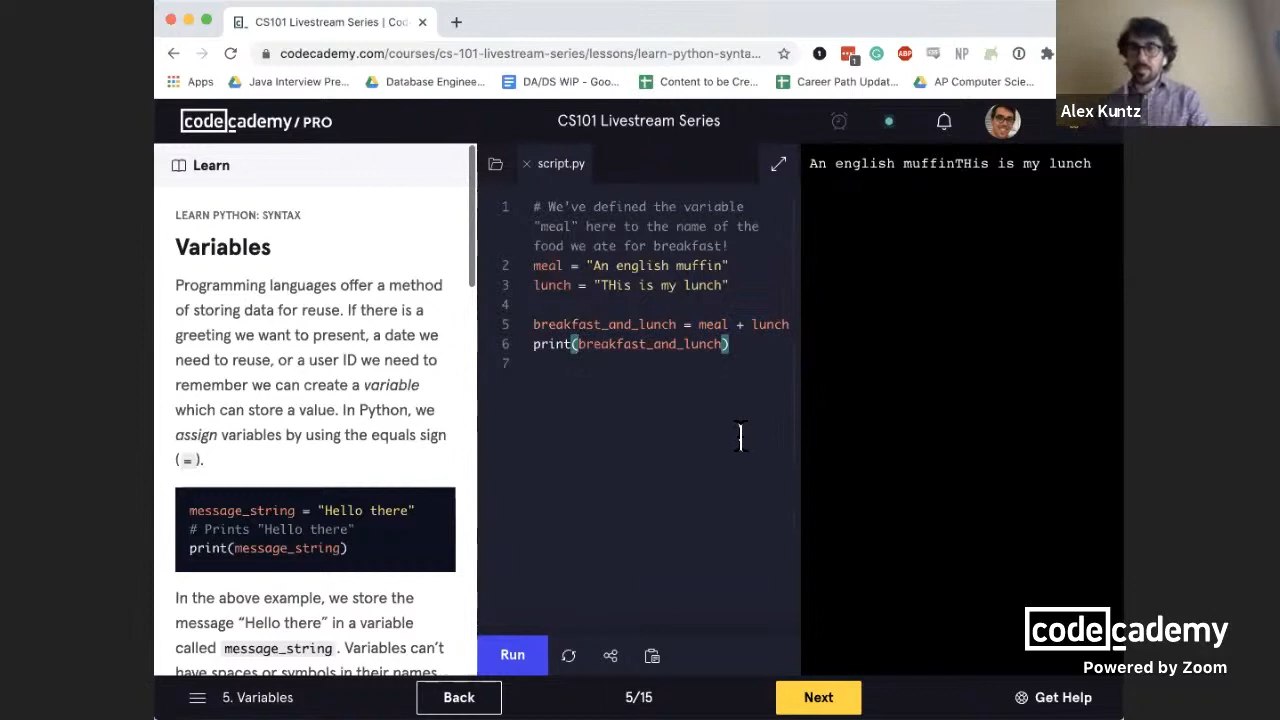 CS101 Livestream Series | Cod
codecademy.com/courses/cs-101-livestream-series/lessons/learn-python-synta...
Apps
Java Interview Pre...
Database Enginee...
DA/DS WiP - Goo...
Content to be Cre...
Career Path Updat...
AP Computer Scie...
Alex Kuntz
codecademy / PRO
CS101 Livestream Series
Learn
script.py
An english muffinTHis is my lunch
LEARN PYTHON: SYNTAX
Variables
Programming languages offer a method
of storing data for reuse. If there is a
greeting we want to present, a date we
need to reuse, or a user ID we need to
remember we can create a variable
which can store a value. In Python, we
assign variables by using the equals sign
( = ).
message_string = "Hello there"
# Prints "Hello there"
print(message_string)
In the above example, we store the
message “Hello there” in a variable
called message_string . Variables can’t
have spaces or symbols in their names
1 # We've defined the variable
"meal" here to the name of the
food we ate for breakfast!
2 meal = "An english muffin"
3 lunch = "THis is my lunch"
4
5 breakfast_and_lunch = meal + lunch
6 print(breakfast_and_lunch)
7
Run
5. Variables
Back
5/15
Next
Get Help
codecademy
Powered by Zoom